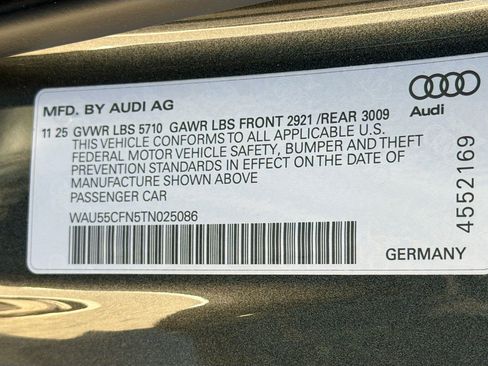 MFD. BY AUDI AG
11 25 GVWR LBS 5710 GAWR LBS FRONT 2921 /REAR 3009
THIS VEHICLE CONFORMS TO ALL APPLICABLE U.S.
FEDERAL MOTOR VEHICLE SAFETY, BUMPER AND THEFT
PREVENTION STANDARDS IN EFFECT ON THE DATE OF
MANUFACTURE SHOWN ABOVE
PASSENGER CAR
WAU55CFN5TN025086
Audi
4552169
GERMANY